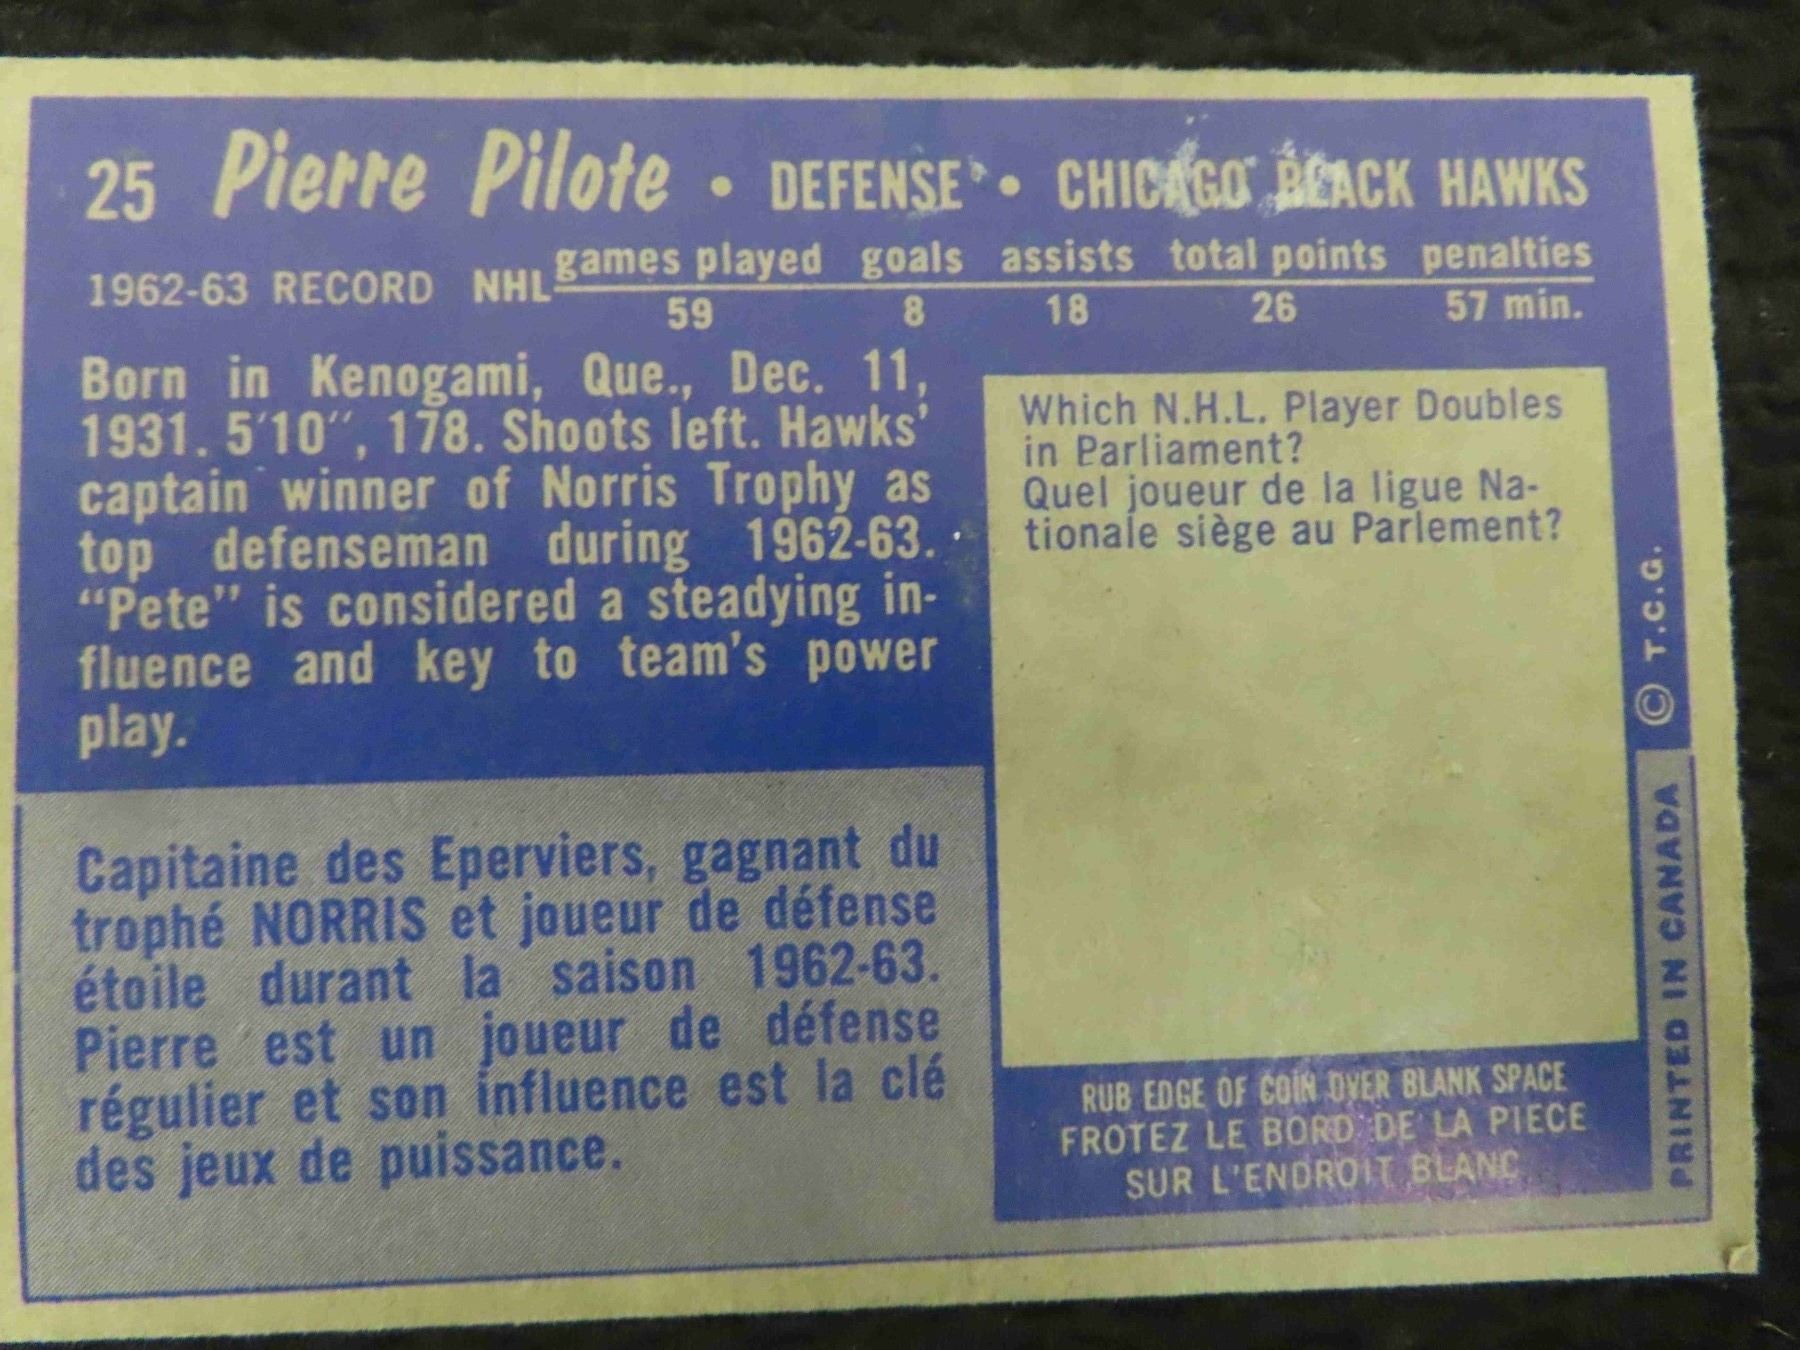 25 Pierre Pilote • DEFENSE • CHICAGO BLACK HAWKS
games played goals assists total points penalties
1962-63 RECORD NHL
59 8 18 26 57 min.
Born in Kenogami, Que., Dec. 11,
1931. 5'10", 178. Shoots left. Hawks'
captain winner of Norris Trophy as
top defenseman during 1962-63.
"Pete" is considered a steadying in-
fluence and key to team's power
play.
Capitaine des Eperviers, gagnant du
trophé NORRIS et joueur de défense
étoile durant la saison 1962-63.
Pierre est un joueur de défense
régulier et son influence est la clé
des jeux de puissance.
Which N.H.L. Player Doubles
in Parliament?
Quel joueur de la ligue Na-
tionale siège au Parlement?
RUB EDGE OF COIN OVER BLANK SPACE
FROTEZ LE BORD DE LA PIECE
SUR L'ENDROIT BLANC
© T.C.G.
PRINTED IN CANADA